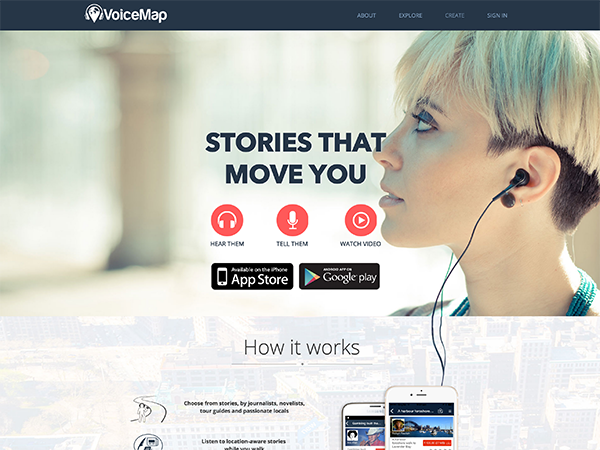 VoiceMap
ABOUT EXPLORE CREATE SIGN IN
STORIES THAT
MOVE YOU
HEAR THEM TELL THEM WATCH VIDEO
Available on the iPhone
App Store
ANDROID APP ON
Google play
How it works
Choose from stories, by journalists, novelists,
tour guides and passionate locals
Listen to location-aware stories
while you walk